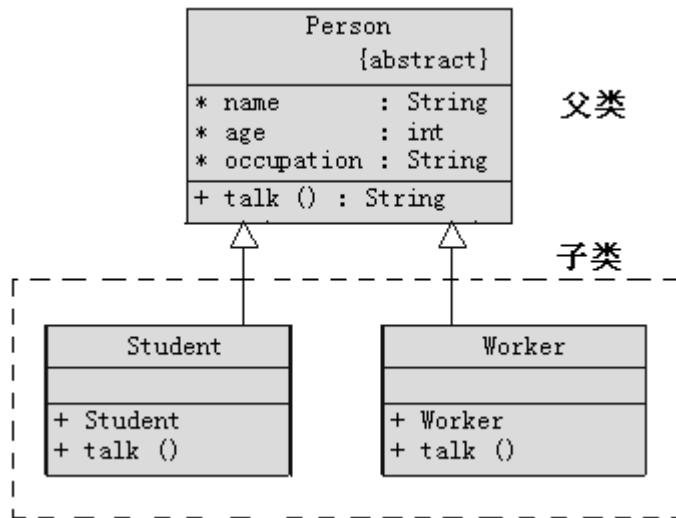 Person
{abstract}
* name : String
* age : int
* occupation : String
+ talk () : String
父类
子类
Student
+ Student
+ talk ()
Worker
+ Worker
+ talk ()